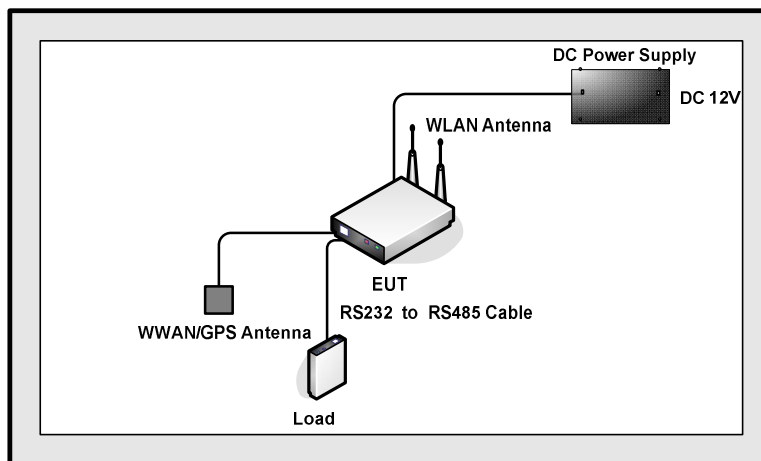 DC Power Supply
DC 12V
WLAN Antenna
EUT
RS232 to RS485 Cable
WWAN/GPS Antenna
Load